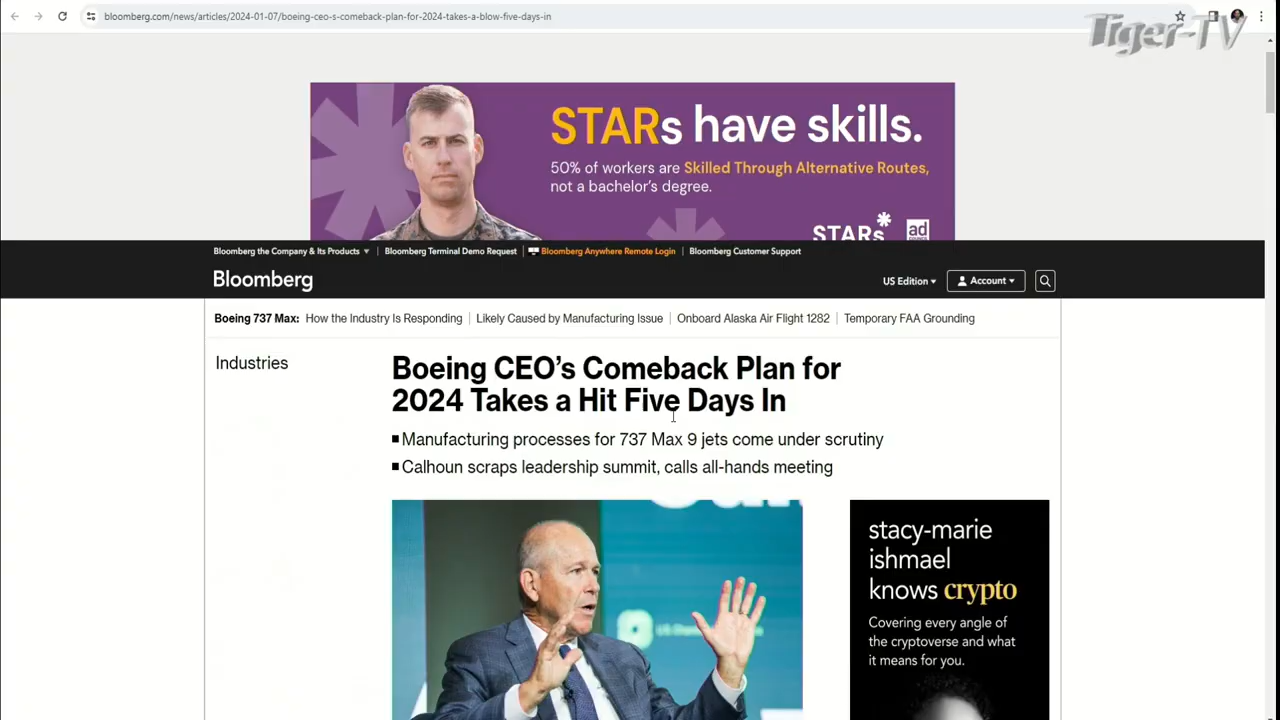 bloomberg.com/news/articles/2024-01-07/boeing-ceo-s-comeback-plan-for-2024-takes-a-blow-five-days-in
Tiger-TV
STARs have skills.
50% of workers are Skilled Through Alternative Routes,
not a bachelor's degree.
STARs ad
Bloomberg the Company & Its Products Bloomberg Terminal Demo Request Bloomberg Anywhere Remote Login Bloomberg Customer Support
Bloomberg US Edition Account
Boeing 737 Max: How the Industry Is Responding Likely Caused by Manufacturing Issue Onboard Alaska Air Flight 1282 Temporary FAA Grounding
Industries
Boeing CEO's Comeback Plan for
2024 Takes a Hit Five Days In
Manufacturing processes for 737 Max 9 jets come under scrutiny
Calhoun scraps leadership summit, calls all-hands meeting
stacy-marie
ishmael
knows crypto
Covering every angle of
the cryptoverse and what
it means for you.